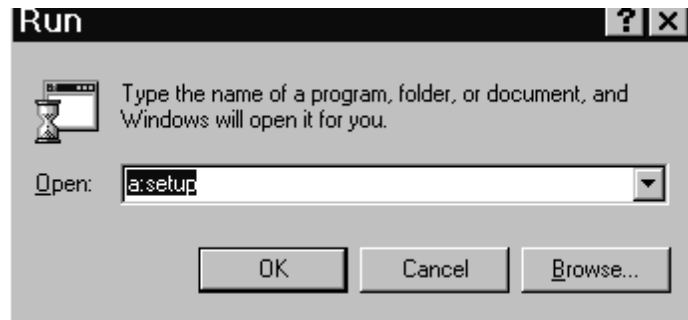 Run
Type the name of a program, folder, or document, and
Windows will open it for you.
Open: a:setup
OK Cancel Browse...